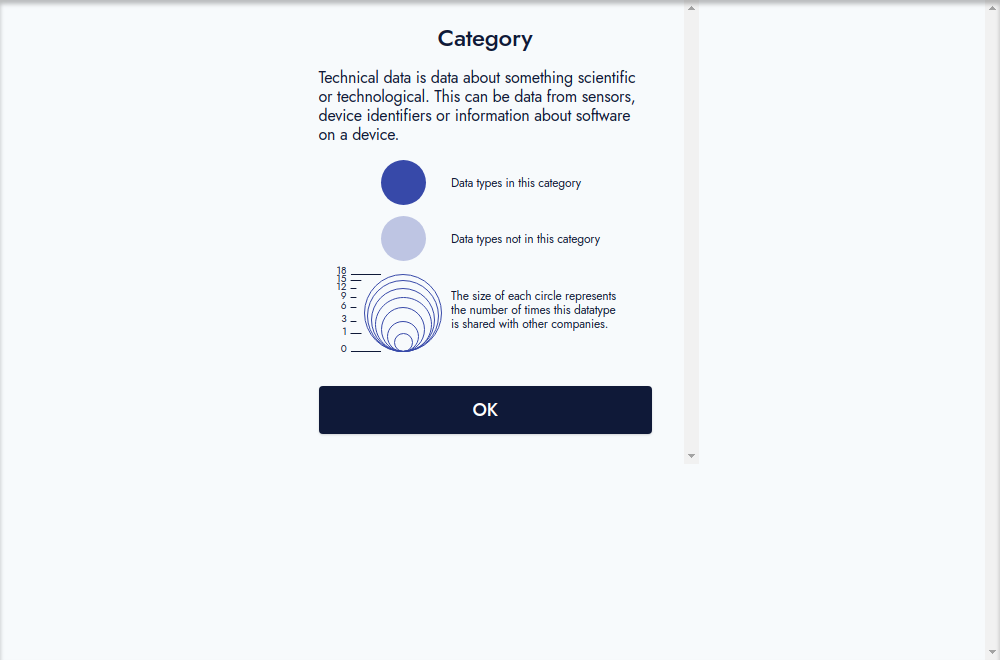 Category
Technical data is data about something scientific
or technological. This can be data from sensors,
device identifiers or information about software
on a device.
Data types in this category
Data types not in this category
18
15
12
9
6
3
1
0
The size of each circle represents
the number of times this datatype
is shared with other companies.
OK